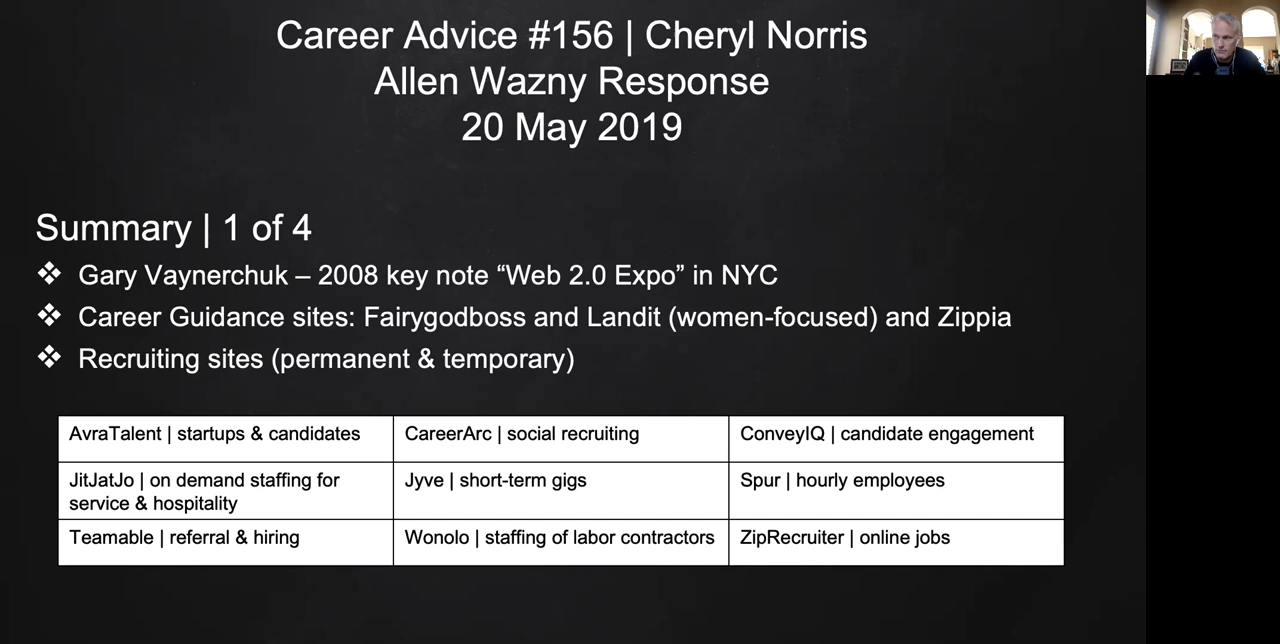 Career Advice #156 | Cheryl Norris
Allen Wazny Response
20 May 2019
Summary | 1 of 4
❖ Gary Vaynerchuk – 2008 key note “Web 2.0 Expo” in NYC
❖ Career Guidance sites: Fairygodboss and Landit (women-focused) and Zippia
❖ Recruiting sites (permanent & temporary)
AvraTalent | startups & candidates
CareerArc | social recruiting
ConveyIQ | candidate engagement
JitJatJo | on demand staffing for
service & hospitality
Jyve | short-term gigs
Spur | hourly employees
Teamable | referral & hiring
Wonolo | staffing of labor contractors
ZipRecruiter | online jobs